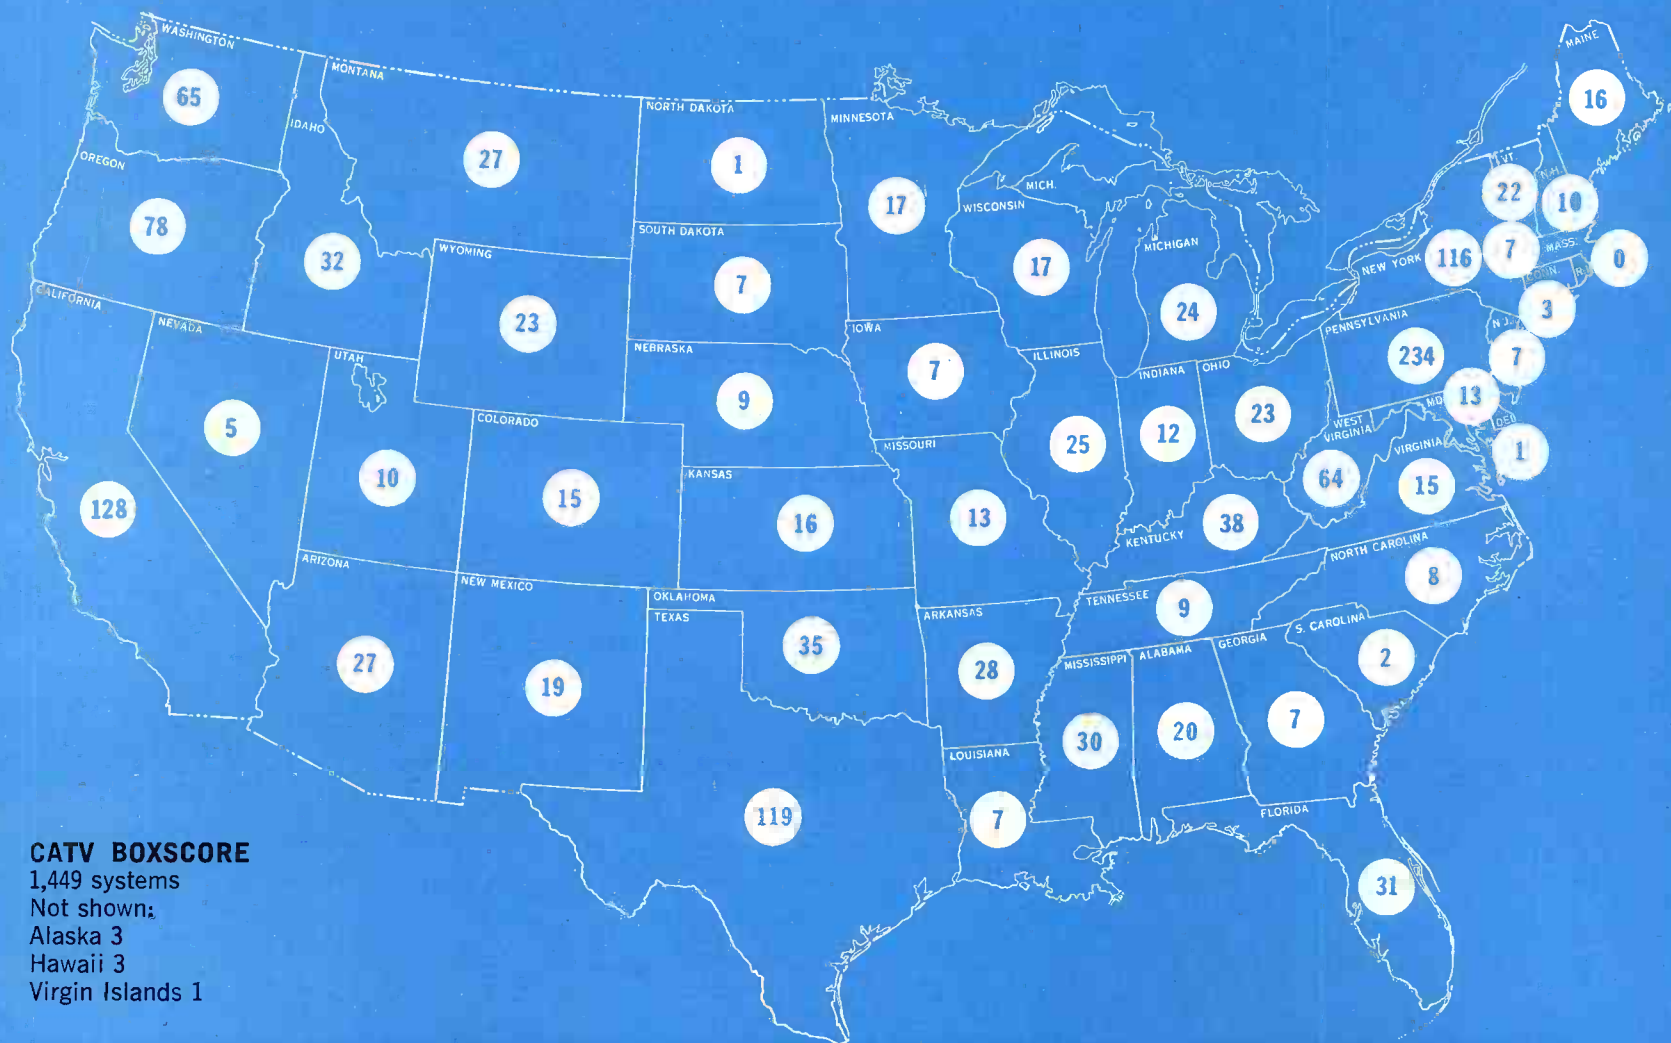 WASHINGTON
65
MONTANA
27
NORTH DAKOTA
1
MINNESOTA
17
MAINE
16
IDAHO
32
OREGON
78
SOUTH DAKOTA
7
MICH.
WISCONSIN
17
MICHIGAN
24
VT.
22
N.H.
10
NEW YORK
116
7
MASS.
0
CONN.
R.I.
3
WYOMING
23
CALIFORNIA
128
NEVADA
5
UTAH
10
NEBRASKA
9
IOWA
7
ILLINOIS
25
INDIANA
12
OHIO
23
PENNSYLVANIA
234
N.J.
7
MD.
13
DEL.
1
COLORADO
15
KANSAS
16
MISSOURI
13
WEST
VIRGINIA
64
VIRGINIA
15
KENTUCKY
38
ARIZONA
27
NEW MEXICO
19
OKLAHOMA
35
TEXAS
119
ARKANSAS
28
TENNESSEE
9
NORTH CAROLINA
8
S. CAROLINA
2
MISSISSIPPI
30
ALABAMA
20
GEORGIA
7
LOUISIANA
7
FLORIDA
31
CATV BOXSCORE
1,449 systems
Not shown:
Alaska 3
Hawaii 3
Virgin Islands 1